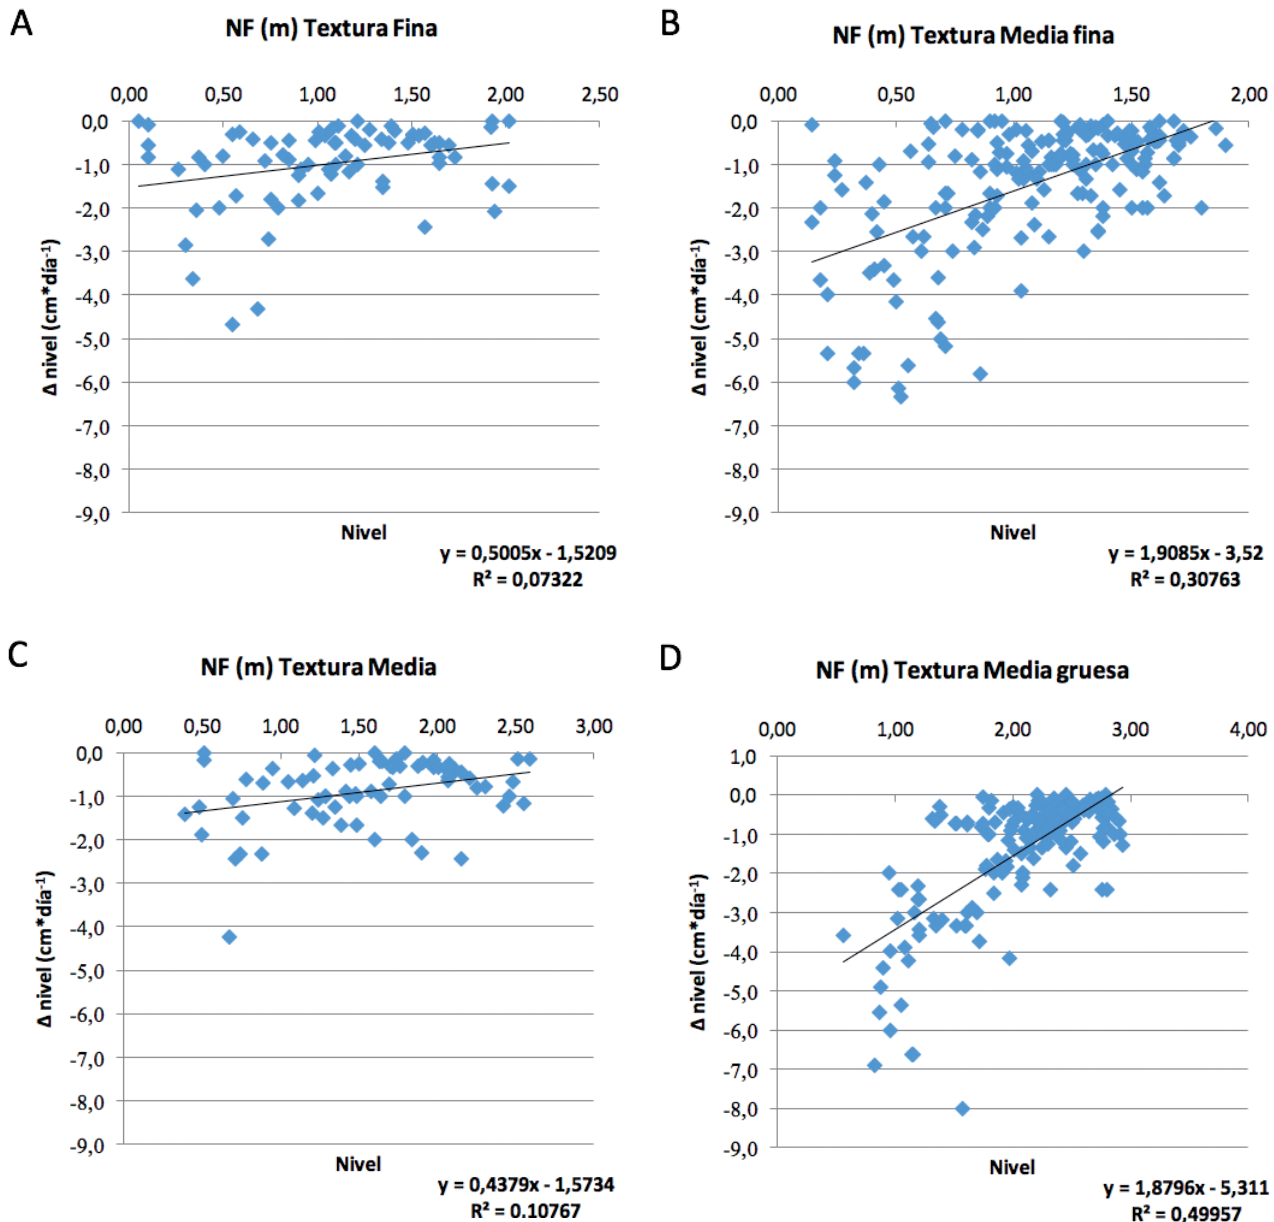 A
NF (m) Textura Fina
0,00 0,50 1,00 1,50 2,00 2,50
0,0
-1,0
-2,0
-3,0
-4,0
-5,0
-6,0
-7,0
-8,0
-9,0
Δ nivel (cm*día⁻¹)
Nivel
y = 0,5005x - 1,5209
R² = 0,07322
B
NF (m) Textura Media fina
0,00 0,50 1,00 1,50 2,00
0,0
-1,0
-2,0
-3,0
-4,0
-5,0
-6,0
-7,0
-8,0
-9,0
Δ nivel (cm*día⁻¹)
Nivel
y = 1,9085x - 3,52
R² = 0,30763
C
NF (m) Textura Media
0,00 0,50 1,00 1,50 2,00 2,50 3,00
0,0
-1,0
-2,0
-3,0
-4,0
-5,0
-6,0
-7,0
-8,0
-9,0
Δ nivel (cm*día⁻¹)
Nivel
y = 0,4379x - 1,5734
R² = 0.10767
D
NF (m) Textura Media gruesa
0,00 1,00 2,00 3,00 4,00
1,0
0,0
-1,0
-2,0
-3,0
-4,0
-5,0
-6,0
-7,0
-8,0
-9,0
Δ nivel (cm*día⁻¹)
Nivel
y = 1,8796x - 5,311
R² = 0,49957